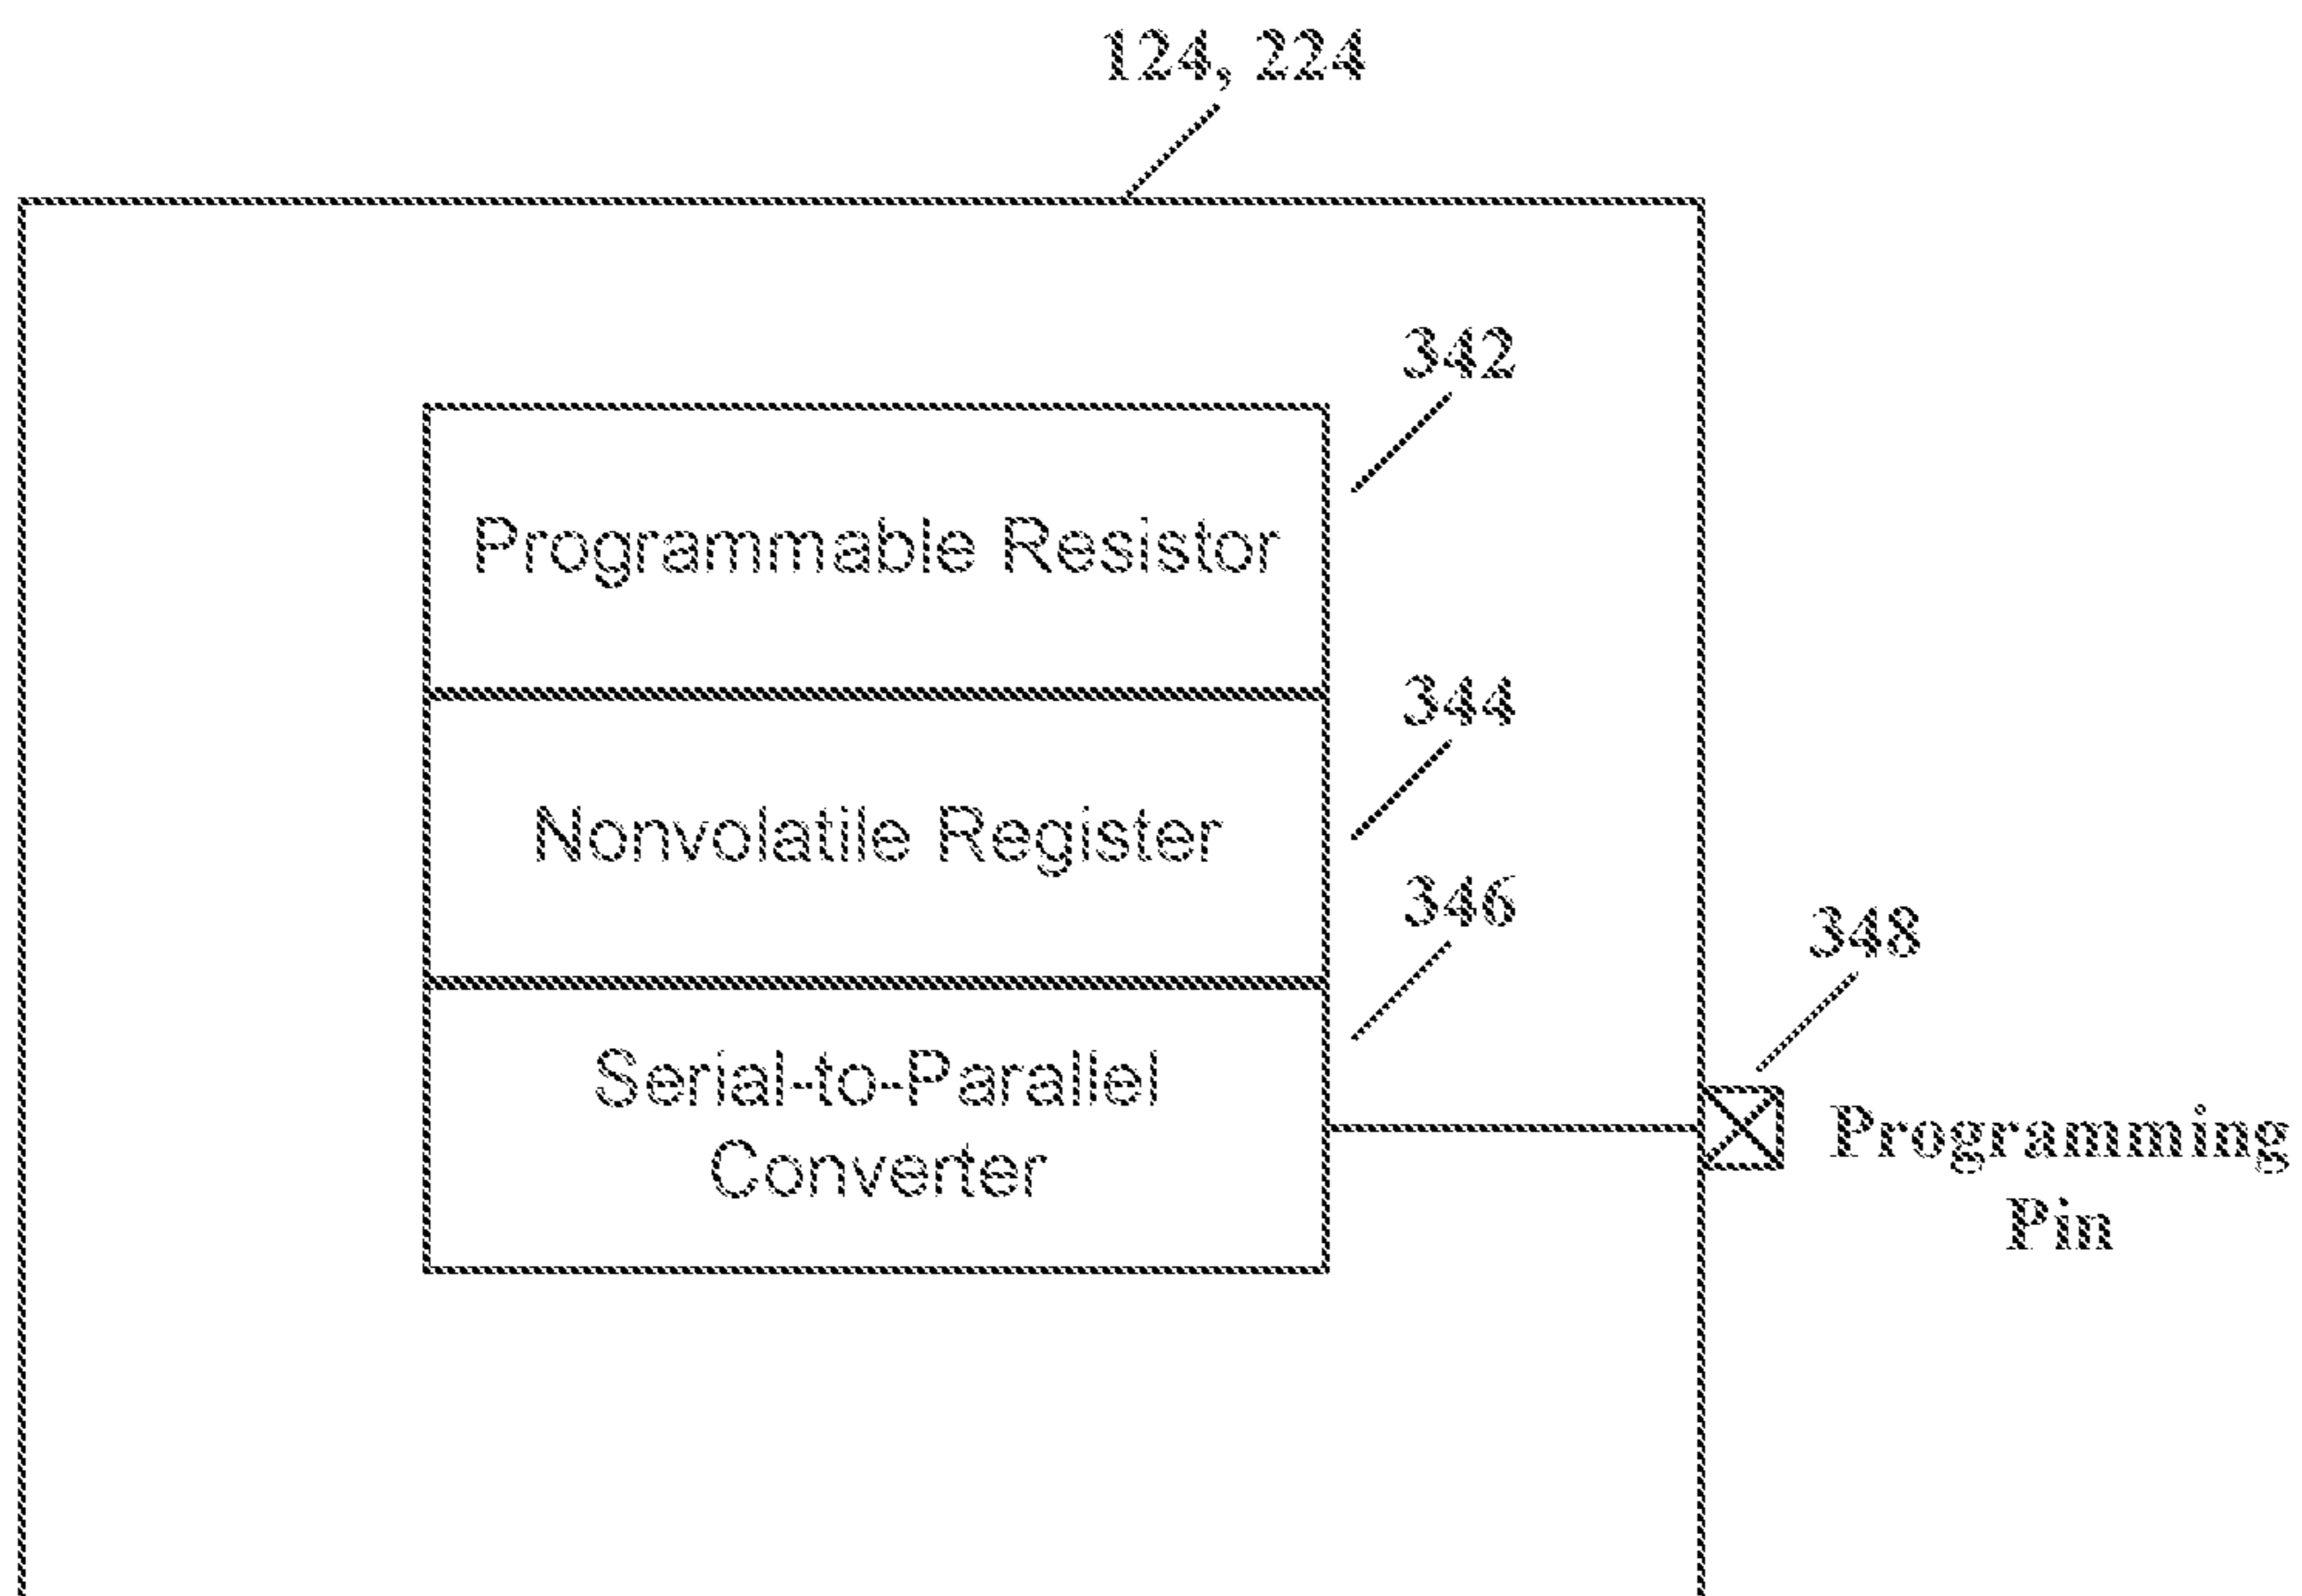 124, 224
342
Programmable Resistor
344
Nonvolatile Register
346
348
Serial-to-Parallel
Converter
Programming
Pin